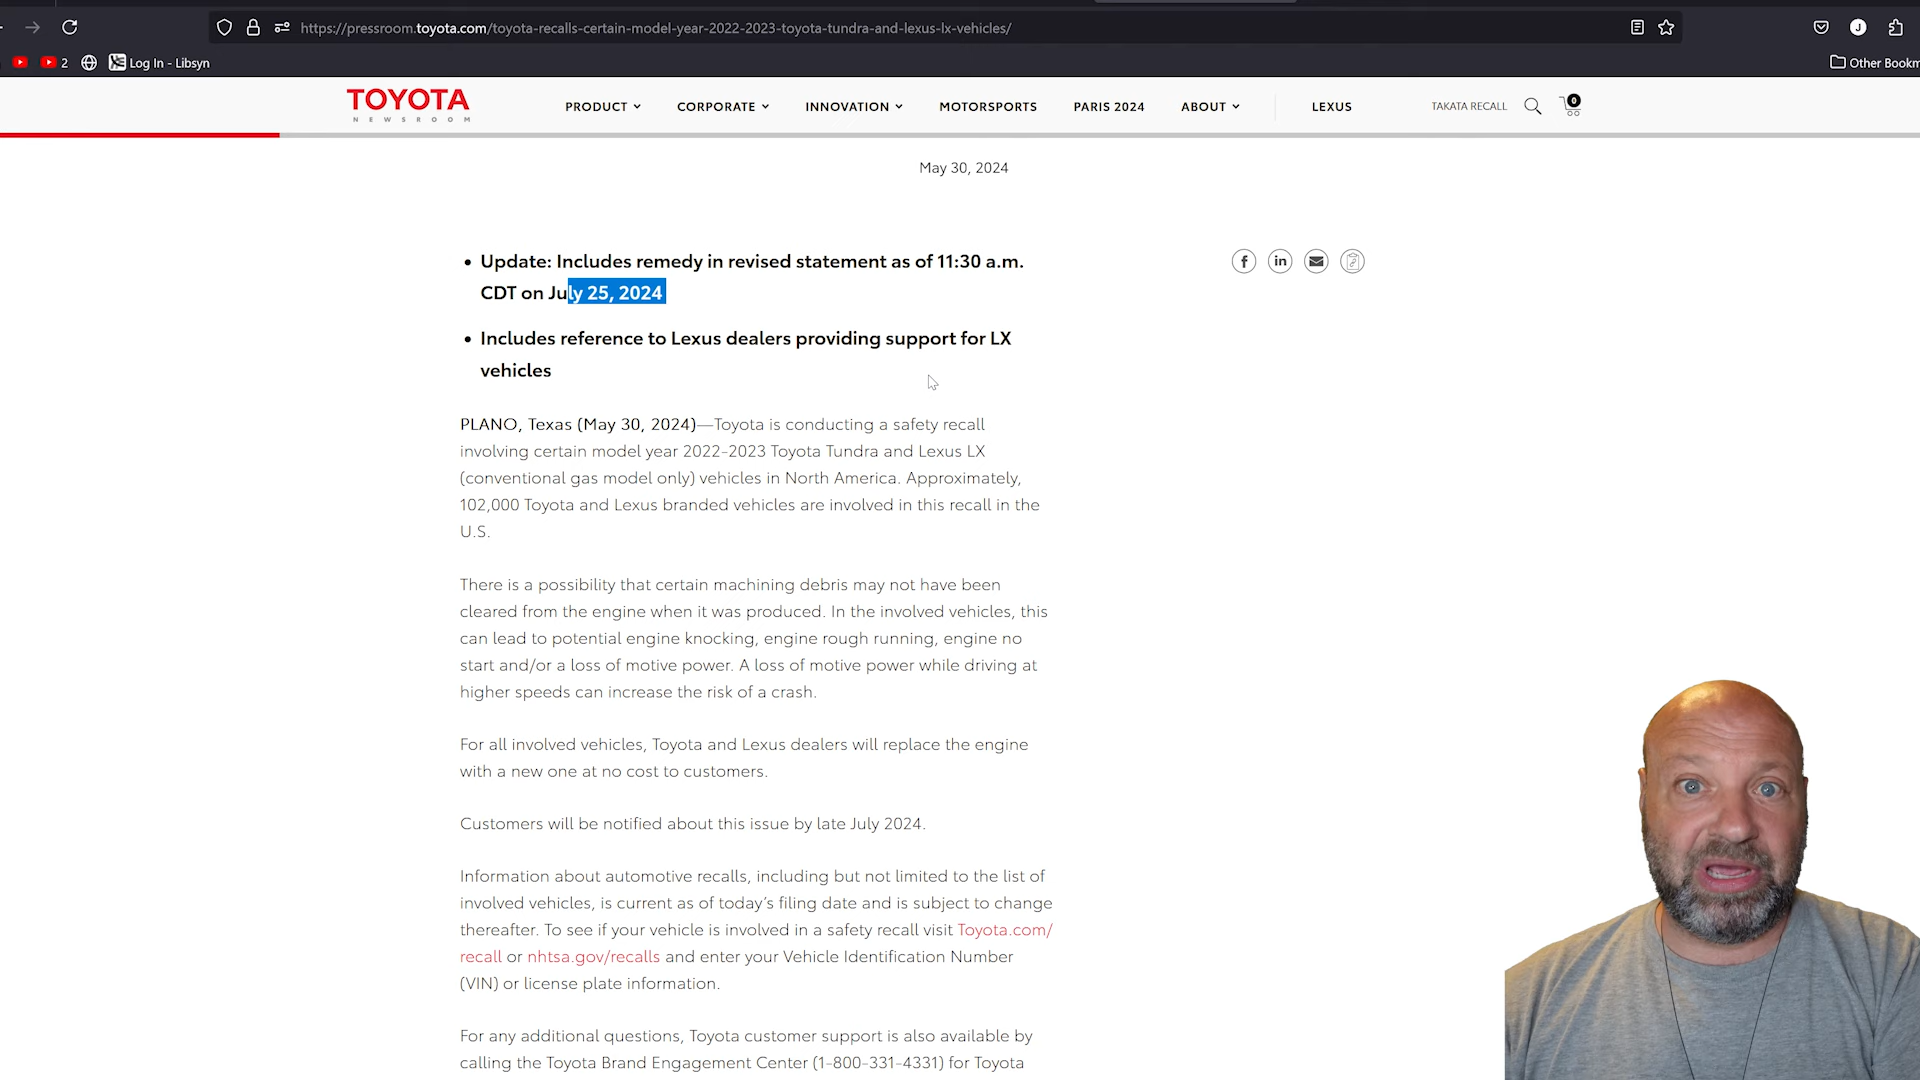 https://pressroom.toyota.com/toyota-recalls-certain-model-year-2022-2023-toyota-tundra-and-lexus-lx-vehicles/
J
2
Log In - Libsyn
Other Bookm
TOYOTA
NEWSROOM
PRODUCT
CORPORATE
INNOVATION
MOTORSPORTS
PARIS 2024
ABOUT
LEXUS
TAKATA RECALL
0
May 30, 2024
• Update: Includes remedy in revised statement as of 11:30 a.m.
CDT on July 25, 2024
• Includes reference to Lexus dealers providing support for LX
vehicles
f
in
PLANO, Texas (May 30, 2024)—Toyota is conducting a safety recall
involving certain model year 2022-2023 Toyota Tundra and Lexus LX
(conventional gas model only) vehicles in North America. Approximately,
102,000 Toyota and Lexus branded vehicles are involved in this recall in the
U.S.
There is a possibility that certain machining debris may not have been
cleared from the engine when it was produced. In the involved vehicles, this
can lead to potential engine knocking, engine rough running, engine no
start and/or a loss of motive power. A loss of motive power while driving at
higher speeds can increase the risk of a crash.
For all involved vehicles, Toyota and Lexus dealers will replace the engine
with a new one at no cost to customers.
Customers will be notified about this issue by late July 2024.
Information about automotive recalls, including but not limited to the list of
involved vehicles, is current as of today's filing date and is subject to change
thereafter. To see if your vehicle is involved in a safety recall visit Toyota.com/
recall or nhtsa.gov/recalls and enter your Vehicle Identification Number
(VIN) or license plate information.
For any additional questions, Toyota customer support is also available by
calling the Toyota Brand Engagement Center (1-800-331-4331) for Toyota